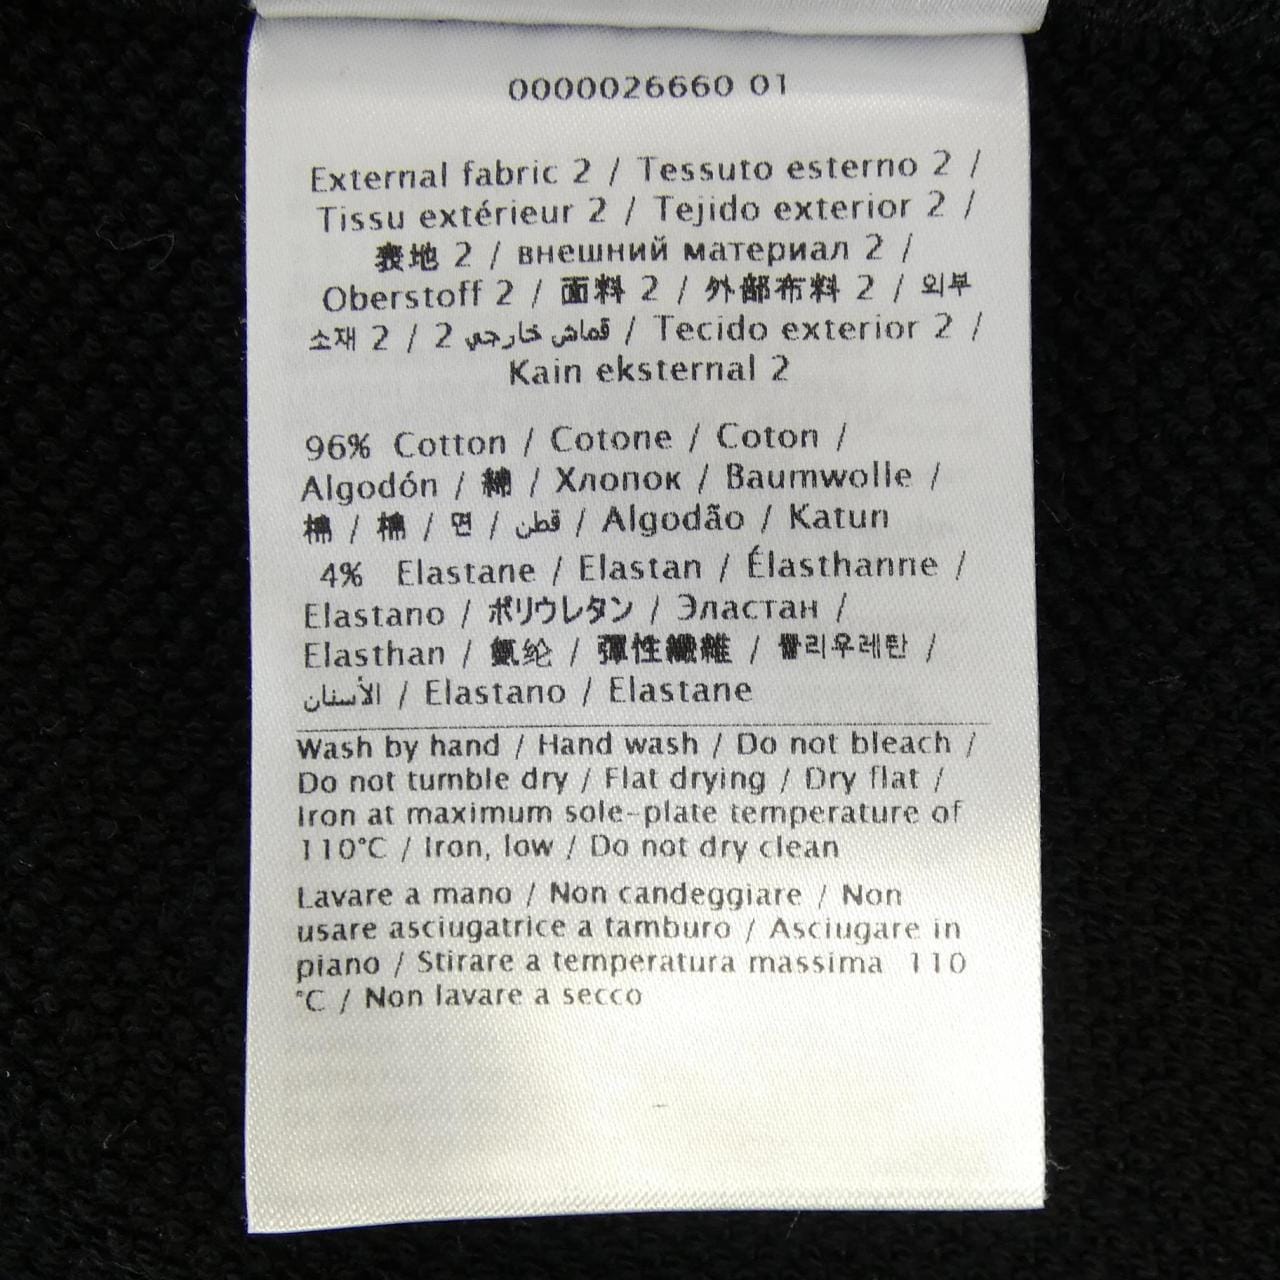 0000026660 01
External fabric 2 / Tessuto esterno 2 /
Tissu extérieur 2 / Tejido exterior 2 /
表地 2 / внешний материал 2 /
Oberstoff 2 / 面料 2 / 外部布料 2 / 외부
소재 2 / 2 قماش خارجي / Tecido exterior 2 /
Kain eksternal 2
96% Cotton / Cotone / Coton /
Algodón / 綿 / Хлопок / Baumwolle /
棉 / 棉 / 면 / قطن / Algodão / Katun
4% Elastane / Elastan / Élasthanne /
Elastano / ポリウレタン / Эластан /
Elasthan / 氨纶 / 彈性纖維 / 폴리우레탄 /
الأستان / Elastano / Elastane
Wash by hand / Hand wash / Do not bleach /
Do not tumble dry / Flat drying / Dry flat /
Iron at maximum sole-plate temperature of
110°C / Iron, low / Do not dry clean
Lavare a mano / Non candeggiare / Non
usare asciugatrice a tamburo / Asciugare in
piano / Stirare a temperatura massima 110
°C / Non lavare a secco